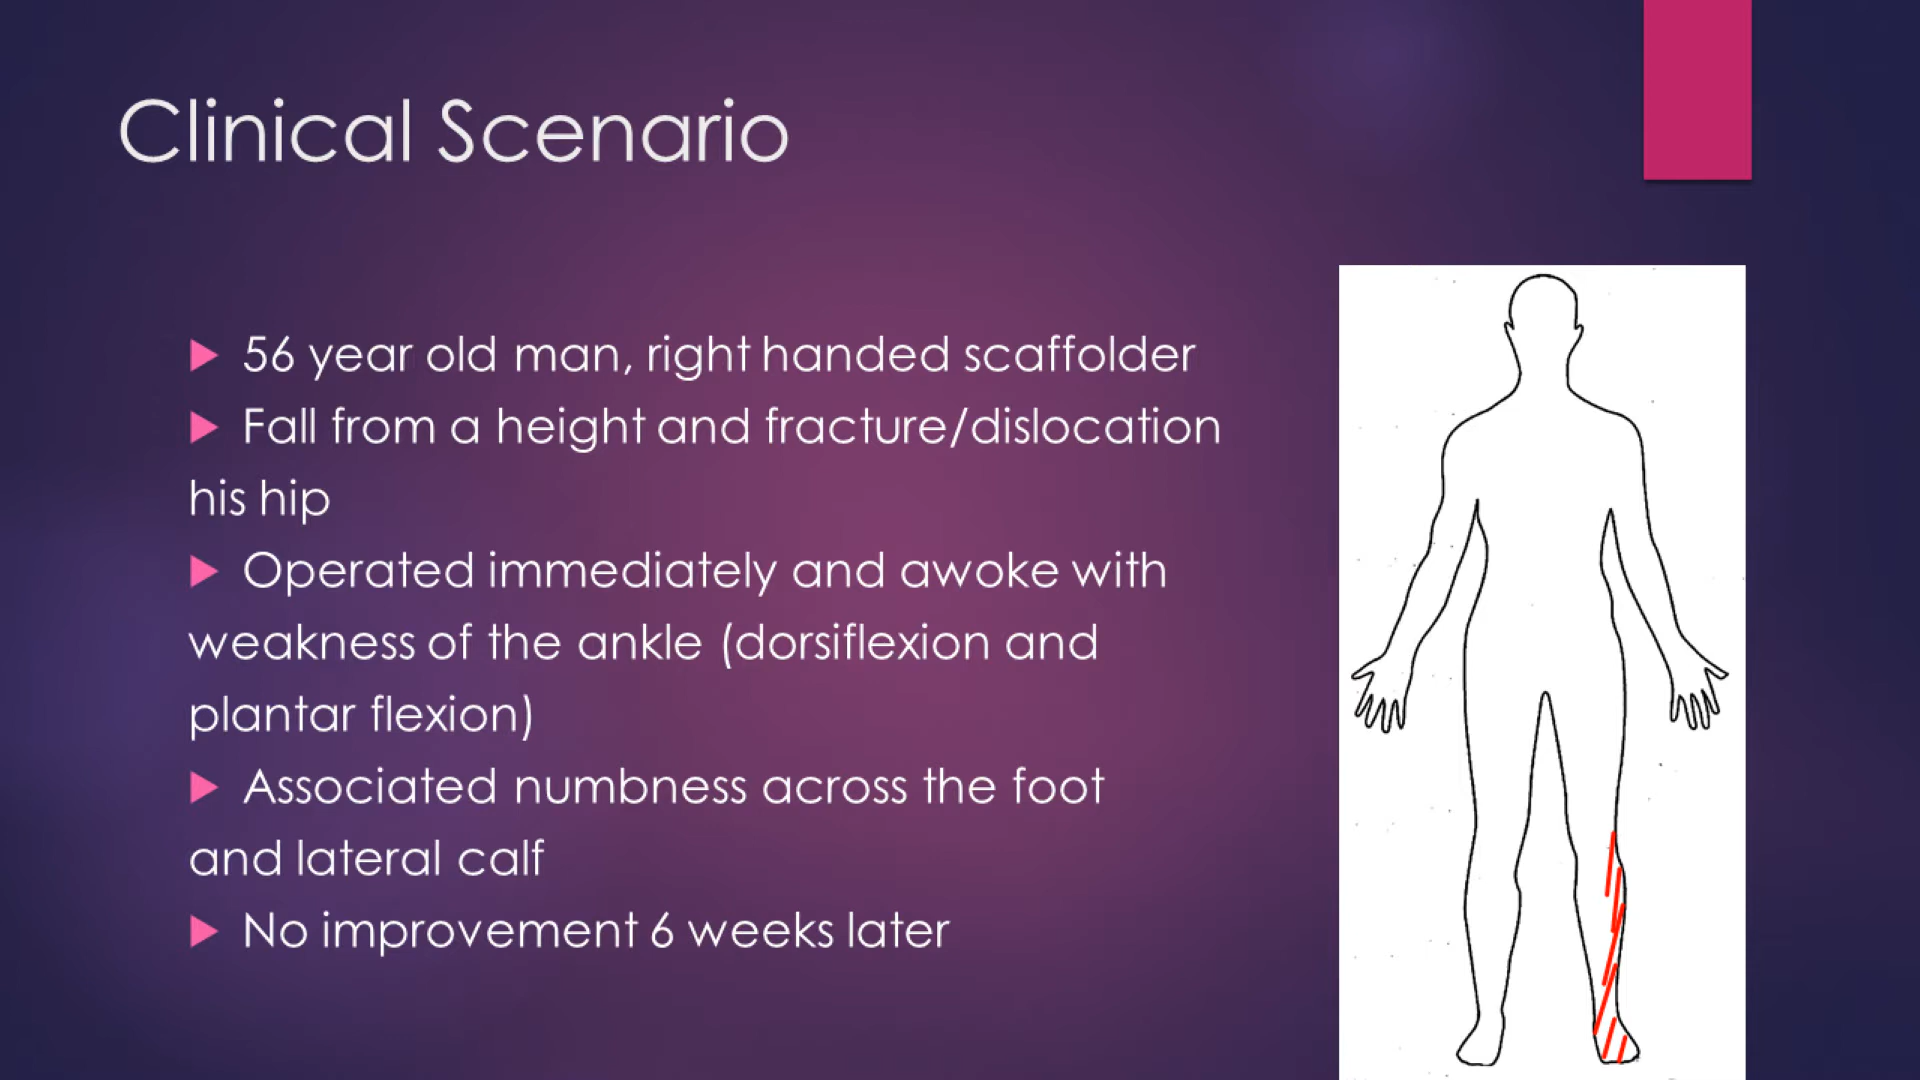 Clinical Scenario
56 year old man, right handed scaffolder
Fall from a height and fracture/dislocation
his hip
Operated immediately and awoke with
weakness of the ankle (dorsiflexion and
plantar flexion)
Associated numbness across the foot
and lateral calf
No improvement 6 weeks later